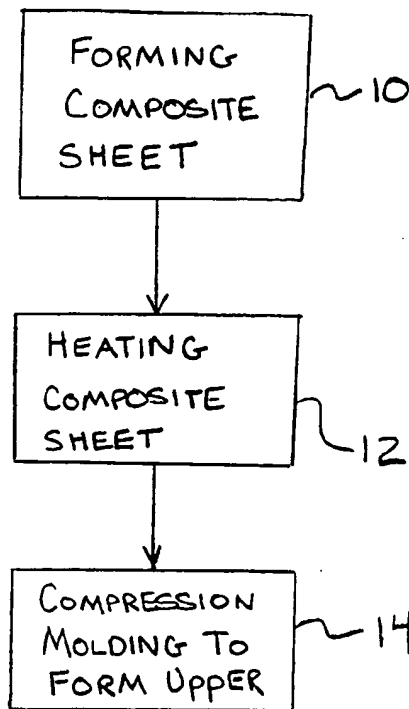 FORMING
COMPOSITE
SHEET
10
HEATING
COMPOSITE
SHEET
12
COMPRESSION
MOLDING TO
FORM UPPER
14